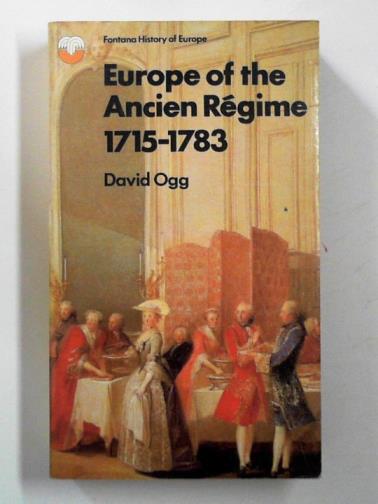 Fontana History of Europe
Europe of the
Ancien Régime
1715-1783
David Ogg